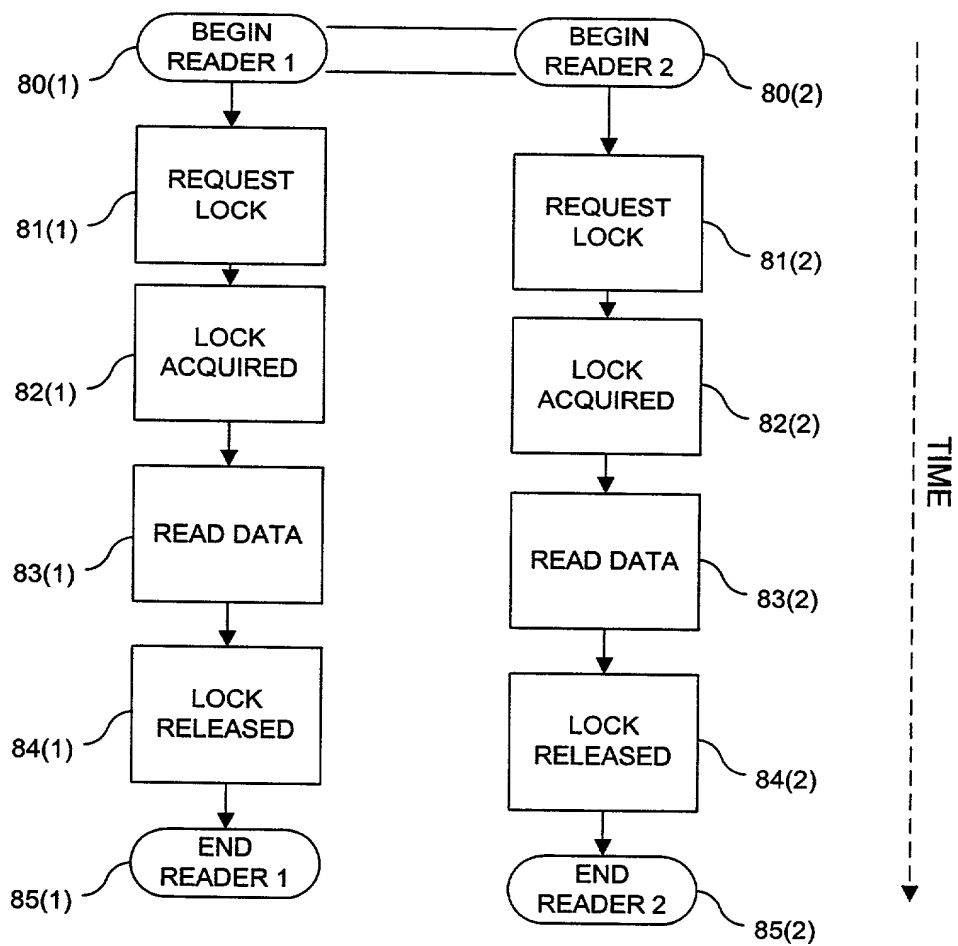 BEGIN
READER 1
80(1)
REQUEST
LOCK
81(1)
LOCK
ACQUIRED
82(1)
READ DATA
83(1)
LOCK
RELEASED
84(1)
END
READER 1
85(1)
BEGIN
READER 2
80(2)
REQUEST
LOCK
81(2)
LOCK
ACQUIRED
82(2)
READ DATA
83(2)
LOCK
RELEASED
84(2)
END
READER 2
85(2)
TIME